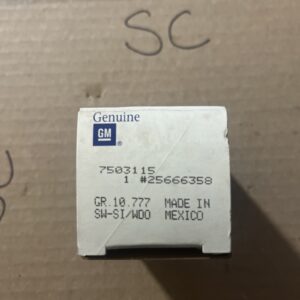 SC
Genuine
GM
®
7503115
1 #25666358
GR.10.777 MADE IN
SW-SI/WDO MEXICO